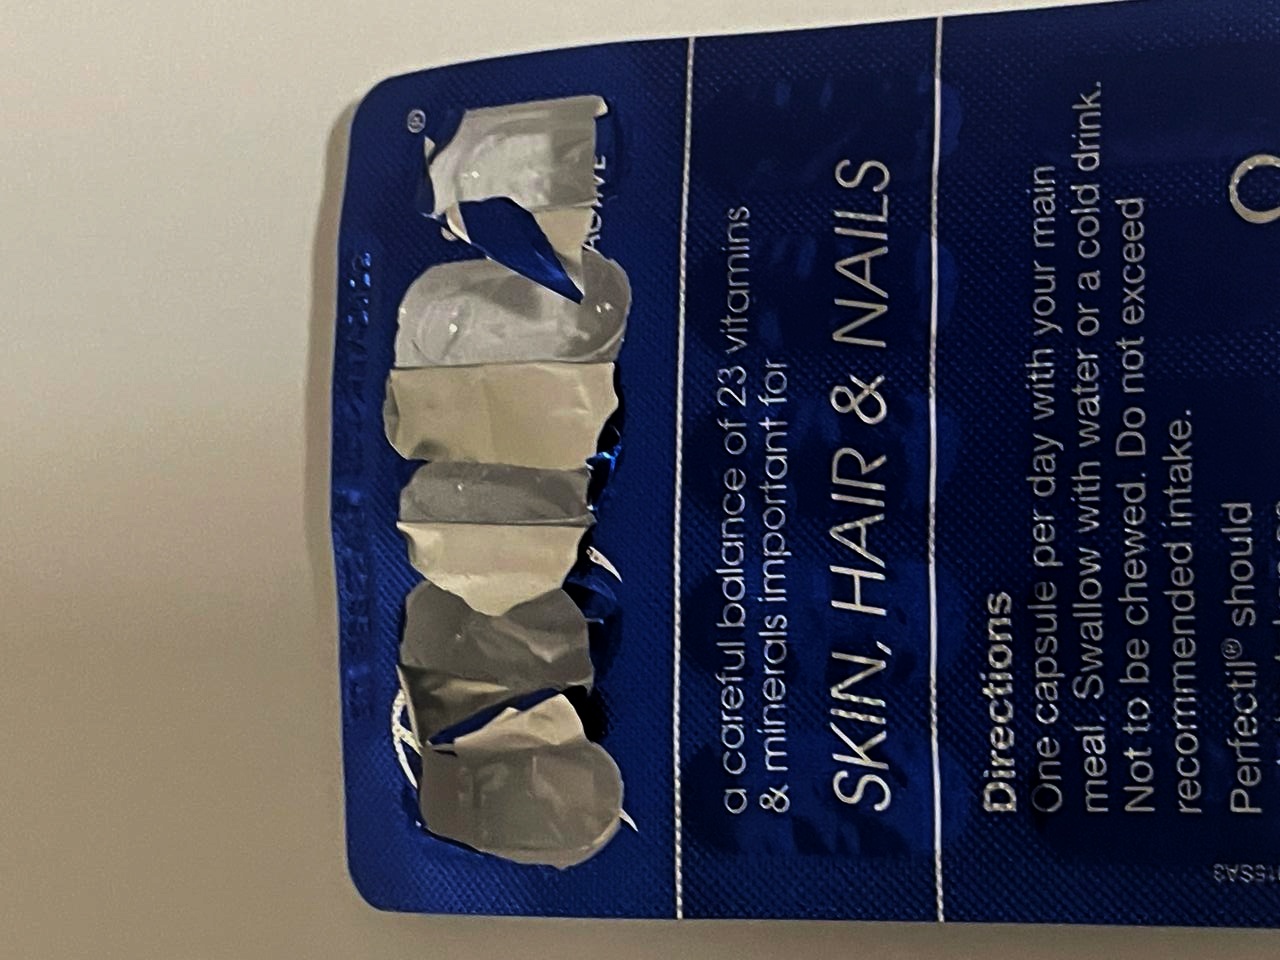 ®
ACTIVE
a careful balance of 23 vitamins
& minerals important for
SKIN, HAIR & NAILS
Directions
One capsule per day with your main
meal. Swallow with water or a cold drink.
Not to be chewed. Do not exceed
recommended intake.
Perfectil® should